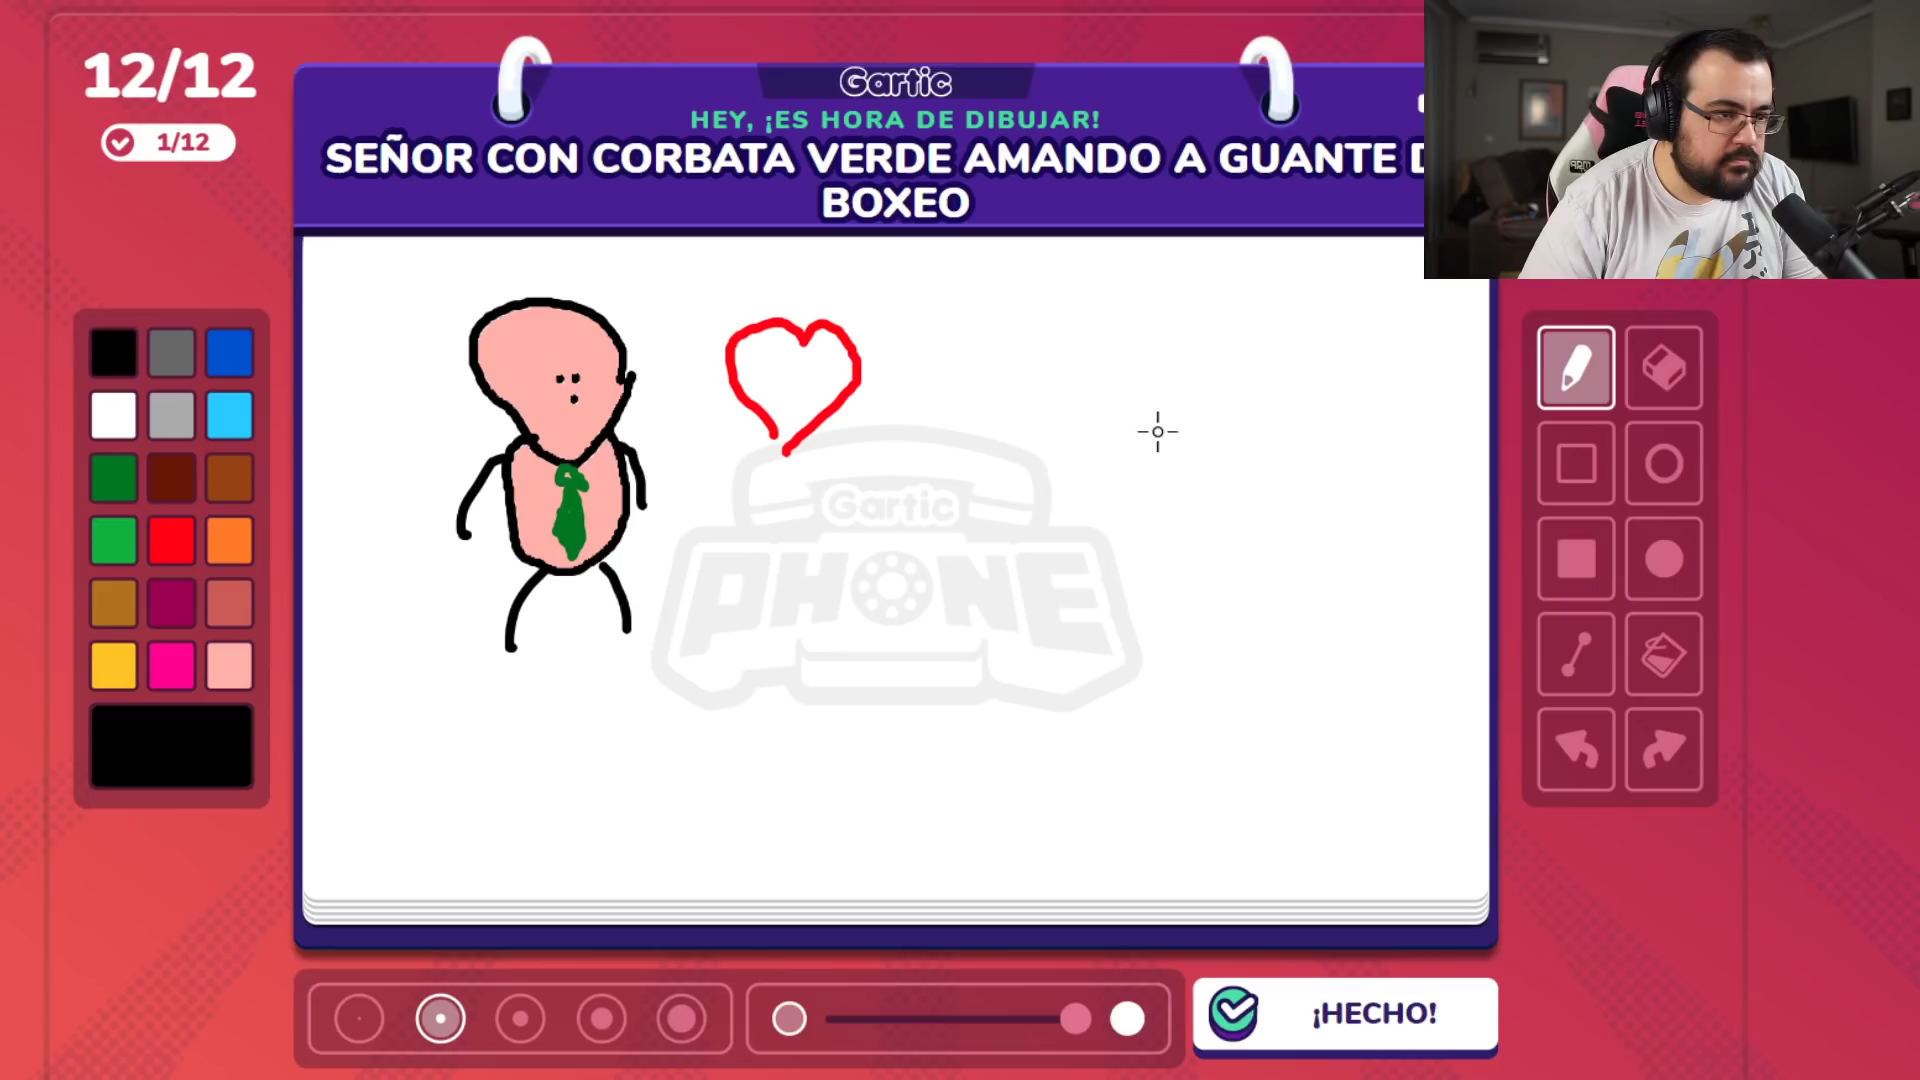 12/12
1/12
Gartic
HEY, ¡ES HORA DE DIBUJAR!
SEÑOR CON CORBATA VERDE AMANDO A GUANTE D
BOXEO
Gartic
PHONE
¡HECHO!